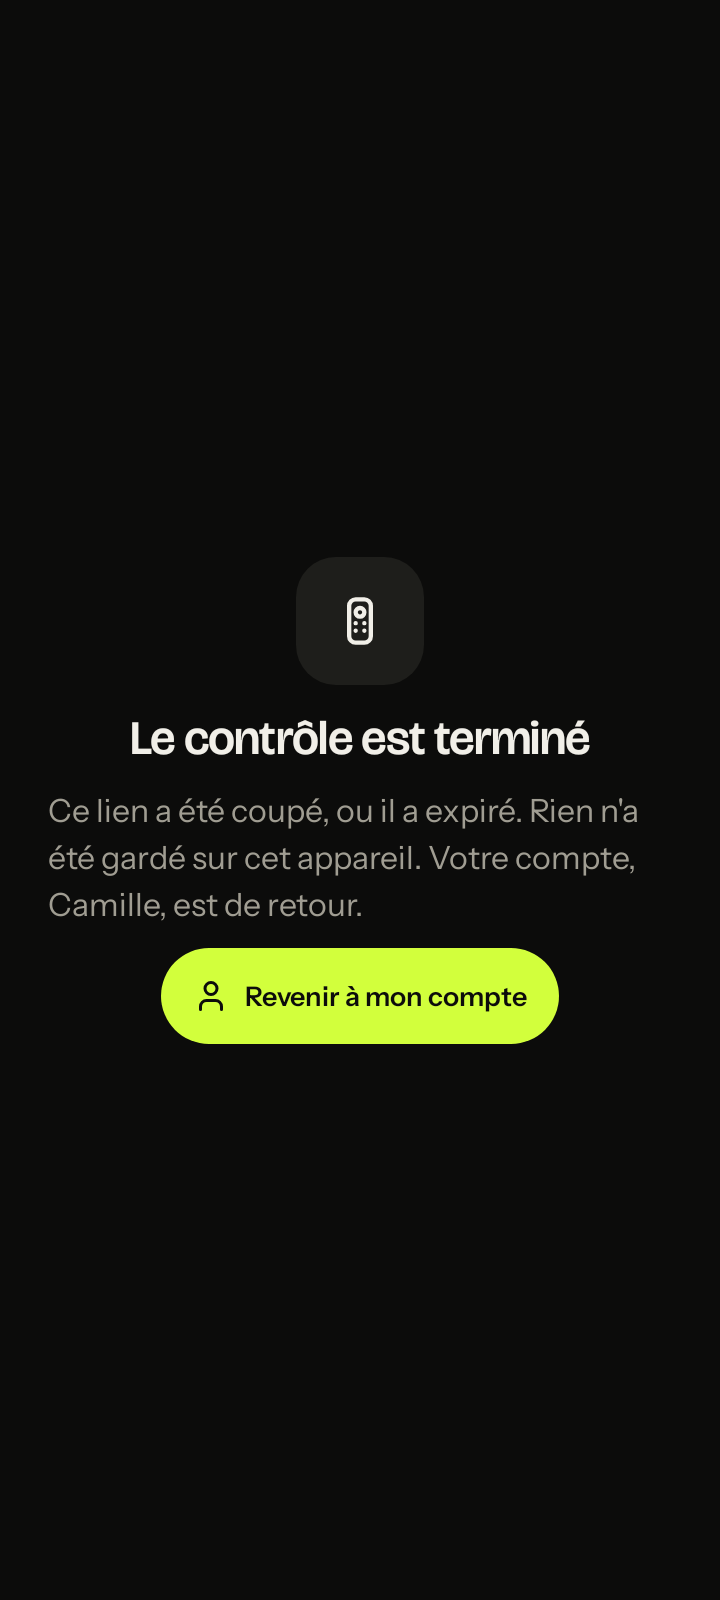 Le contrôle est terminé
Ce lien a été coupé, ou il a expiré. Rien n'a
été gardé sur cet appareil. Votre compte,
Camille, est de retour.
Revenir à mon compte